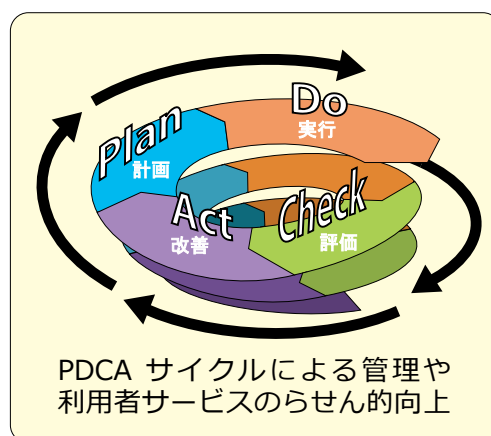 Plan
計画
Do
実行
Check
評価
Act
改善
PDCA サイクルによる管理や
利用者サービスのらせん的向上